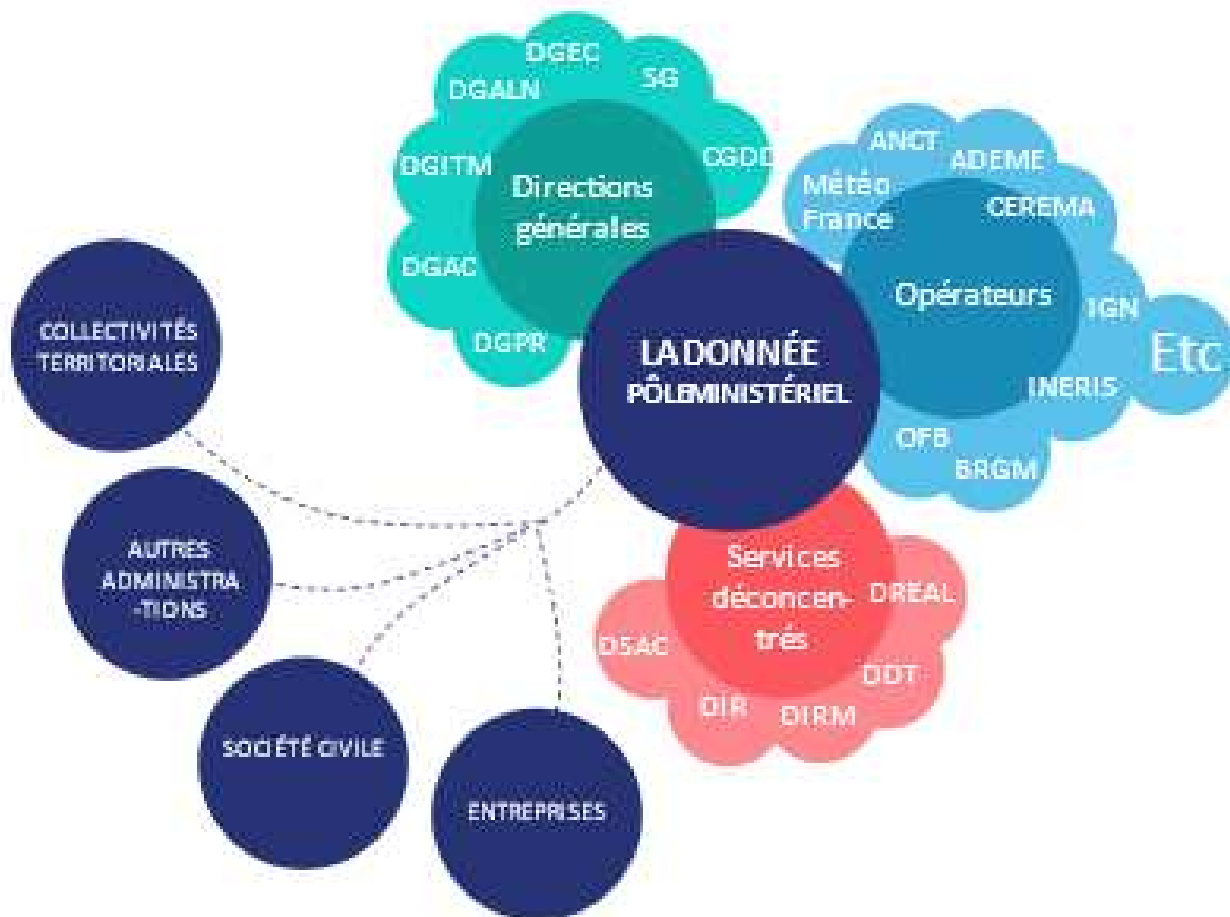 DGEC
SG
DGALN
CGDD
DGITM
Directions
générales
DGAC
DGPR
ANCT
ADEME
Météo
France
CEREMA
Opérateurs
IGN
Etc
INERIS
OFB
BRGM
LA DONNÉE
PÔLE MINISTÉRIEL
COLLECTIVITÉS
TERRITORIALES
AUTRES
ADMINISTRA
-TIONS
SOCIÉTÉ CIVILE
ENTREPRISES
Services
déconcen-
trés
DREAL
DSAC
DDT
DIR
DIRM